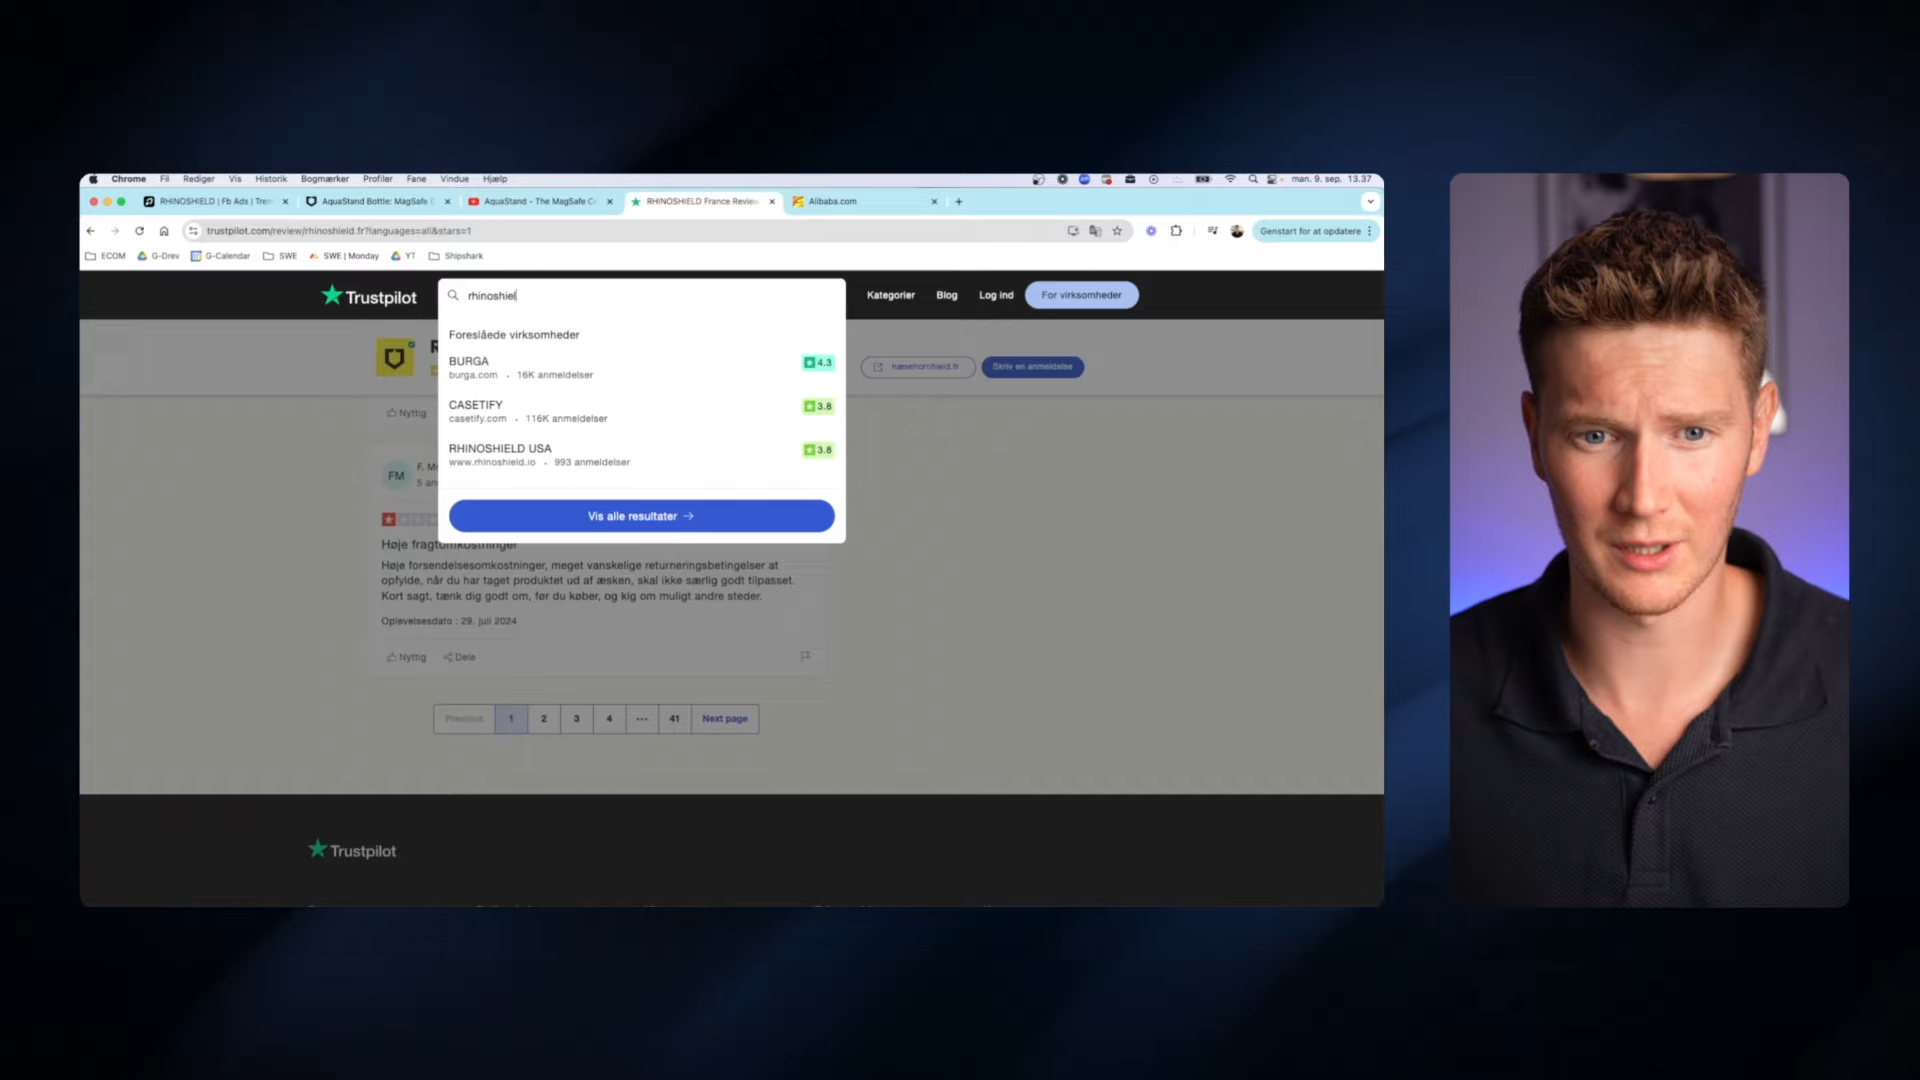 Chrome Fil Rediger Vis Historik Bogmærker Profiler Fane Vindue Hjælp man. 9. sep. 13.37
RHINOSHIELD | Fb Ads | Tren AquaStand Bottle: MagSafe C AquaStand - The MagSafe C RHINOSHIELD France Review Alibaba.com
trustpilot.com/review/rhinoshield.fr?languages=all&stars=1 Genstart for at opdatere
ECOM G-Drev G-Calendar SWE SWE | Monday YT Shipshark
Trustpilot rhinoshiel Kategorier Blog Log ind For virksomheder
Foreslåede virksomheder
BURGA 4.3
burga.com • 16K anmeldelser
CASETIFY 3.8
casetify.com • 116K anmeldelser
RHINOSHIELD USA 3.8
www.rhinoshield.io • 993 anmeldelser
Vis alle resultater →
R
Skriv en anmeldelse
Nyttig
FM F. M
5 an
Høje fragtomkostninger
Høje forsendelsesomkostninger, meget vanskelige returneringsbetingelser at
opfylde, når du har taget produktet ud af æsken, skal ikke særlig godt tilpasset.
Kort sagt, tænk dig godt om, før du køber, og kig om muligt andre steder.
Oplevelsesdato : 29. juli 2024
Nyttig Dele
Previous 1 2 3 4 ... 41 Next page
Trustpilot